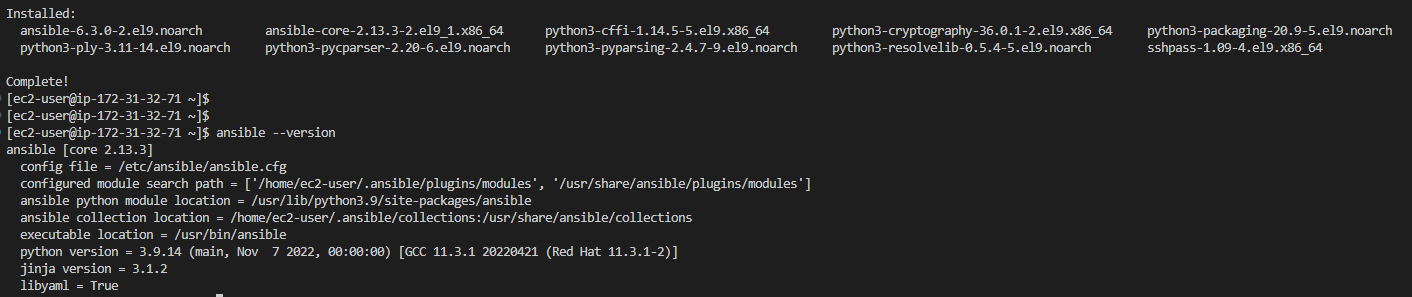 Installed:
  ansible-6.3.0-2.el9.noarch          ansible-core-2.13.3-2.el9_1.x86_64      python3-cffi-1.14.5-5.el9.x86_64         python3-cryptography-36.0.1-2.el9.x86_64     python3-packaging-20.9-5.el9.noarch
  python3-ply-3.11-14.el9.noarch     python3-pycparser-2.20-6.el9.noarch     python3-pyparsing-2.4.7-9.el9.noarch     python3-resolvelib-0.5.4-5.el9.noarch        sshpass-1.09-4.el9.x86_64
Complete!
[ec2-user@ip-172-31-32-71 ~]$
[ec2-user@ip-172-31-32-71 ~]$
[ec2-user@ip-172-31-32-71 ~]$ ansible --version
ansible [core 2.13.3]
  config file = /etc/ansible/ansible.cfg
  configured module search path = ['/home/ec2-user/.ansible/plugins/modules', '/usr/share/ansible/plugins/modules']
  ansible python module location = /usr/lib/python3.9/site-packages/ansible
  ansible collection location = /home/ec2-user/.ansible/collections:/usr/share/ansible/collections
  executable location = /usr/bin/ansible
  python version = 3.9.14 (main, Nov  7 2022, 00:00:00) [GCC 11.3.1 20220421 (Red Hat 11.3.1-2)]
  jinja version = 3.1.2
  libyaml = True